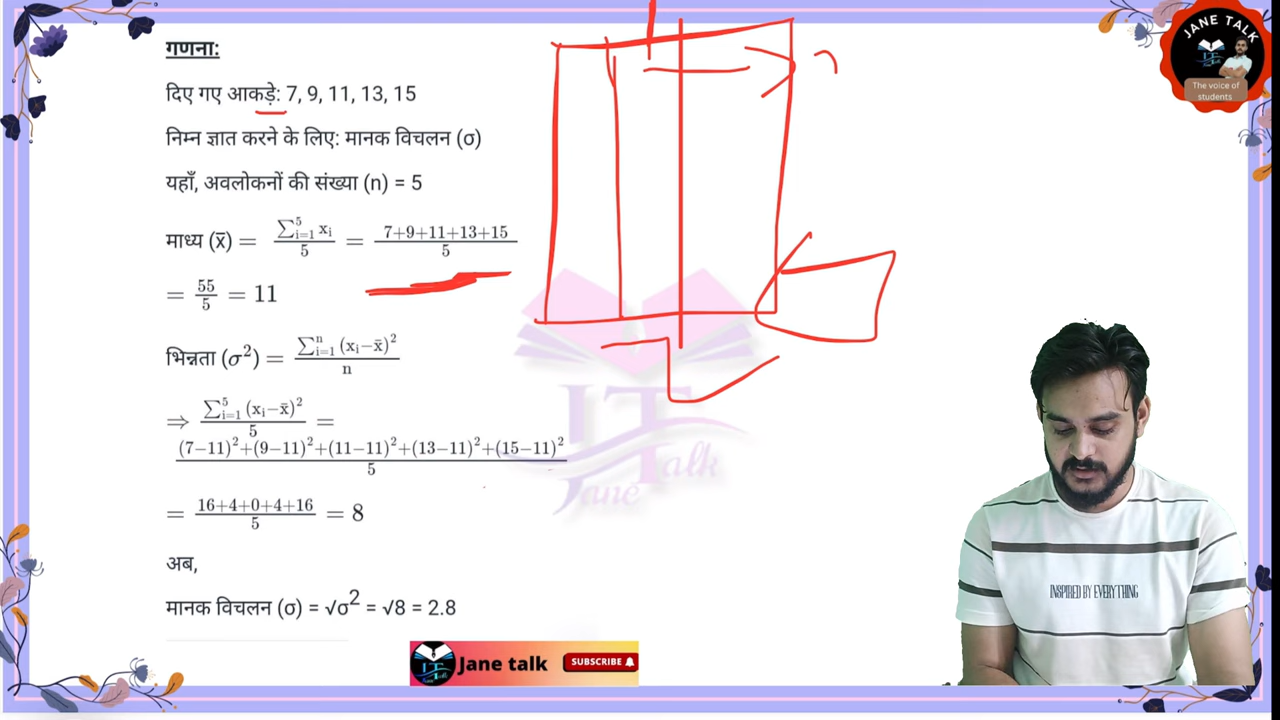 गणना:
दिए गए आकड़े: 7, 9, 11, 13, 15
निम्न ज्ञात करने के लिए: मानक विचलन (σ)
यहाँ, अवलोकनों की संख्या (n) = 5
माध्य (x̄) = ∑⁵ᵢ₌₁ xᵢ / 5 = 7+9+11+13+15 / 5
= 55/5 = 11
भिन्नता (σ²) = ∑ⁿᵢ₌₁ (xᵢ−x̄)² / n
⇒ ∑⁵ᵢ₌₁ (xᵢ−x̄)² / 5 =
(7−11)²+(9−11)²+(11−11)²+(13−11)²+(15−11)² / 5
= 16+4+0+4+16 / 5 = 8
अब,
मानक विचलन (σ) = √σ² = √8 = 2.8
JANE TALK
The voice of
students
JT Talk
Jane
INSPIRED BY EVERYTHING
Jane talk
SUBSCRIBE